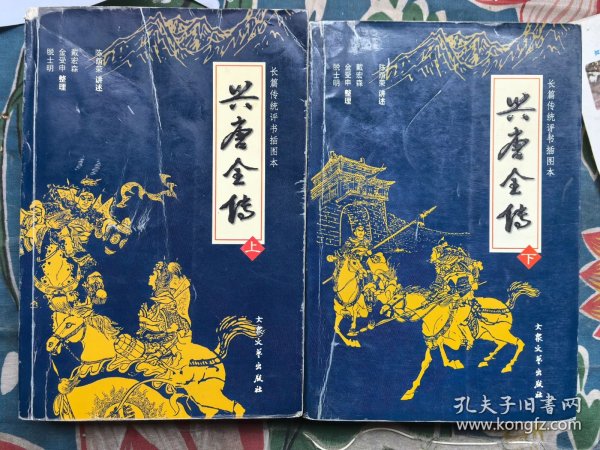 长篇传统评书插图本
兴唐全传
上
陈荫荣 讲述
戴宏森
金受申 整理
脱士明
大众文艺出版社
长篇传统评书插图本
兴唐全传
下
陈荫荣 讲述
戴宏森
金受申 整理
脱士明
大众文艺出版社
孔夫子旧书网
www.kongfz.com